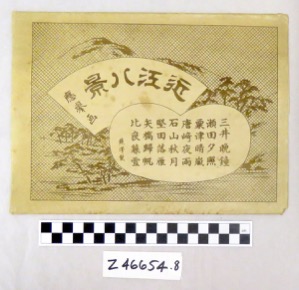 近江八景
三井晩鐘
瀬田夕照
粟津晴嵐
唐崎夜雨
石山秋月
堅田落雁
矢橋歸帆
比良暮雪
Z46654.8